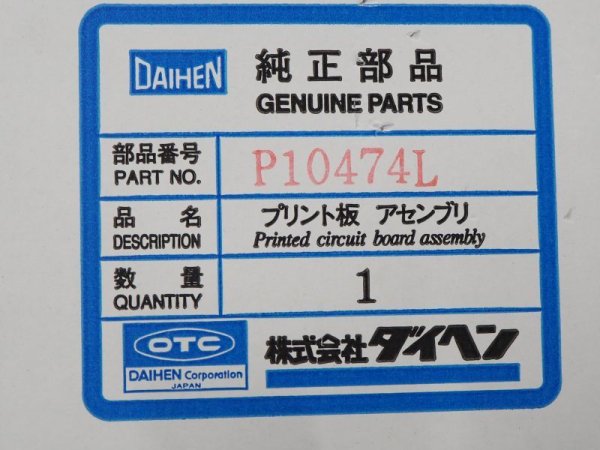 DAIHEN
純正部品
GENUINE PARTS
部品番号
PART NO.
P10474L
品名
DESCRIPTION
プリント板 アセンブリ
Printed circuit board assembly
数量
QUANTITY
1
OTC
DAIHEN Corporation
JAPAN
株式会社ダイヘン